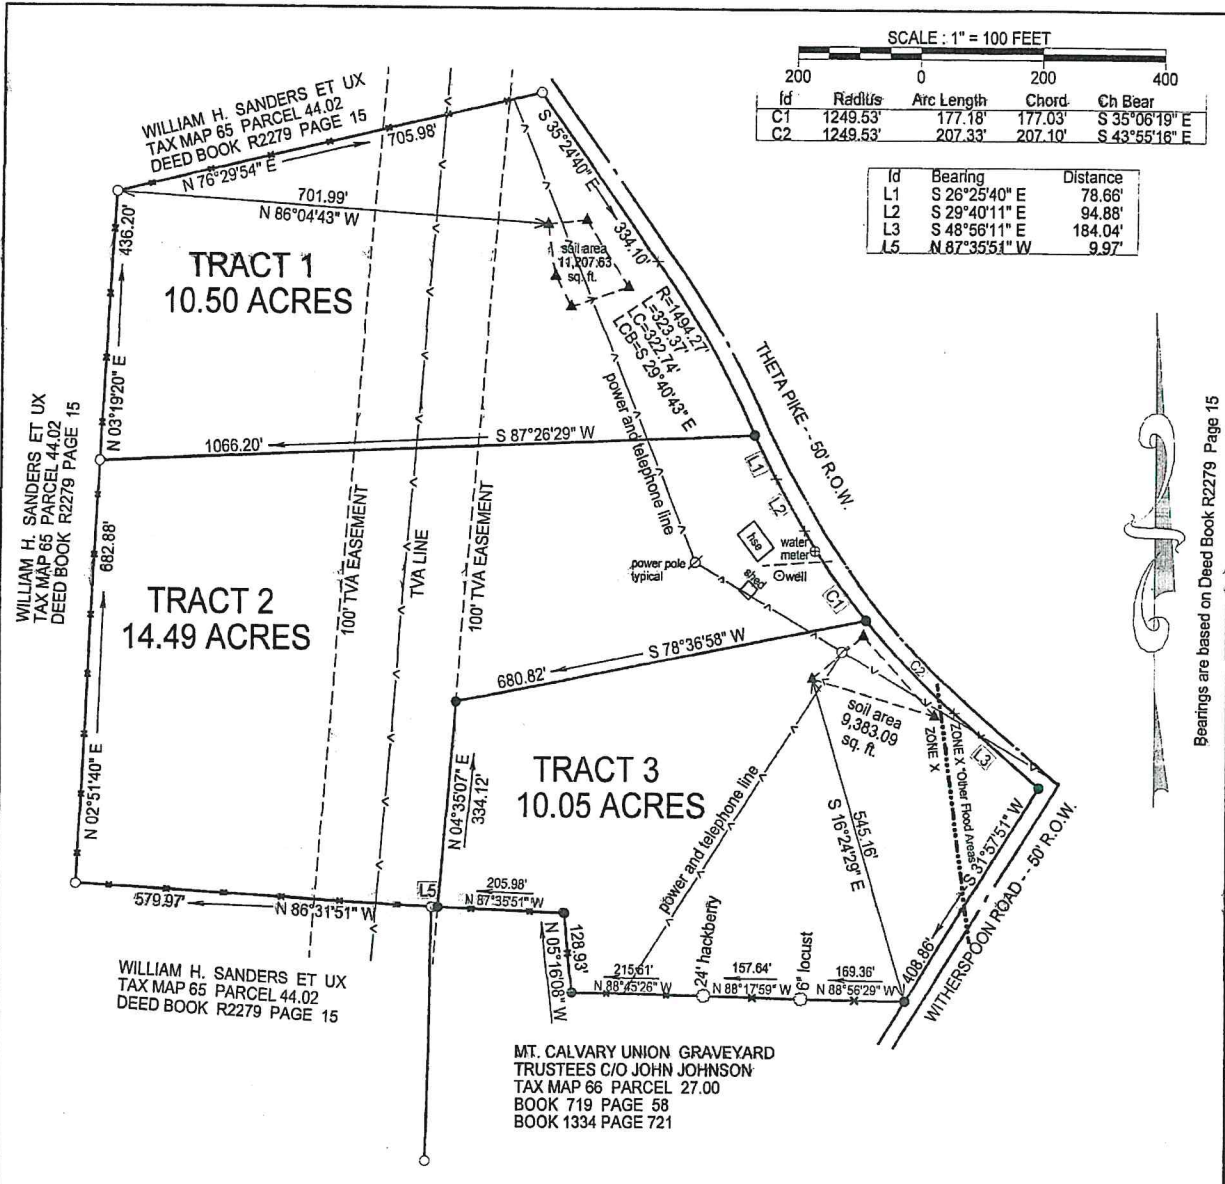 SCALE : 1" = 100 FEET
200 0 200 400
Id Radius Arc Length Chord Ch Bear
C1 1249.53' 177.18' 177.03' S 35°06'19" E
C2 1249.53' 207.33' 207.10' S 43°55'16" E
Id Bearing Distance
L1 S 26°25'40" E 78.66'
L2 S 29°40'11" E 94.88'
L3 S 48°56'11" E 184.04'
L5 N 87°35'51" W 9.97'
WILLIAM H. SANDERS ET UX
TAX MAP 65 PARCEL 44.02
DEED BOOK R2279 PAGE 15
N 76°29'54" E
705.98'
701.99'
N 86°04'43" W
S 35°24'40" E
334.10'
436.20'
N 03°19'20" E
TRACT 1
10.50 ACRES
soil area
11,207.63
sq. ft.
R=1494.27'
L=323.37'
LC=322.74'
LCB=S 29°40'43" E
THETA PIKE -- 50' R.O.W.
power and telephone line
1066.20'
S 87°26'29" W
WILLIAM H. SANDERS ET UX
TAX MAP 65 PARCEL 44.02
DEED BOOK R2279 PAGE 15
682.88'
N 02°51'40" E
100' TVA EASEMENT
TVA LINE
100' TVA EASEMENT
L1
L2
hse
water
meter
well
shed
power pole
typical
C1
TRACT 2
14.49 ACRES
S 78°36'58" W
680.82'
C2
soil area
9,383.09
sq. ft.
ZONE X
ZONE X "Other Flood Areas"
L3
TRACT 3
10.05 ACRES
N 04°35'07" E
334.12'
power and telephone line
545.16'
S 16°24'29" E
S 31°57'51" W
408.86'
WITHERSPOON ROAD --- 50' R.O.W.
L5
205.98'
N 87°35'51" W
579.97'
N 86°31'51" W
128.93'
N 05°16'08" W
215.61'
N 88°45'26" W
24' hackberry
157.64'
N 88°17'59" W
6" locust
169.36'
N 88°56'29" W
WILLIAM H. SANDERS ET UX
TAX MAP 65 PARCEL 44.02
DEED BOOK R2279 PAGE 15
MT. CALVARY UNION GRAVEYARD
TRUSTEES C/O JOHN JOHNSON
TAX MAP 66 PARCEL 27.00
BOOK 719 PAGE 58
BOOK 1334 PAGE 721
Bearings are based on Deed Book R2279 Page 15